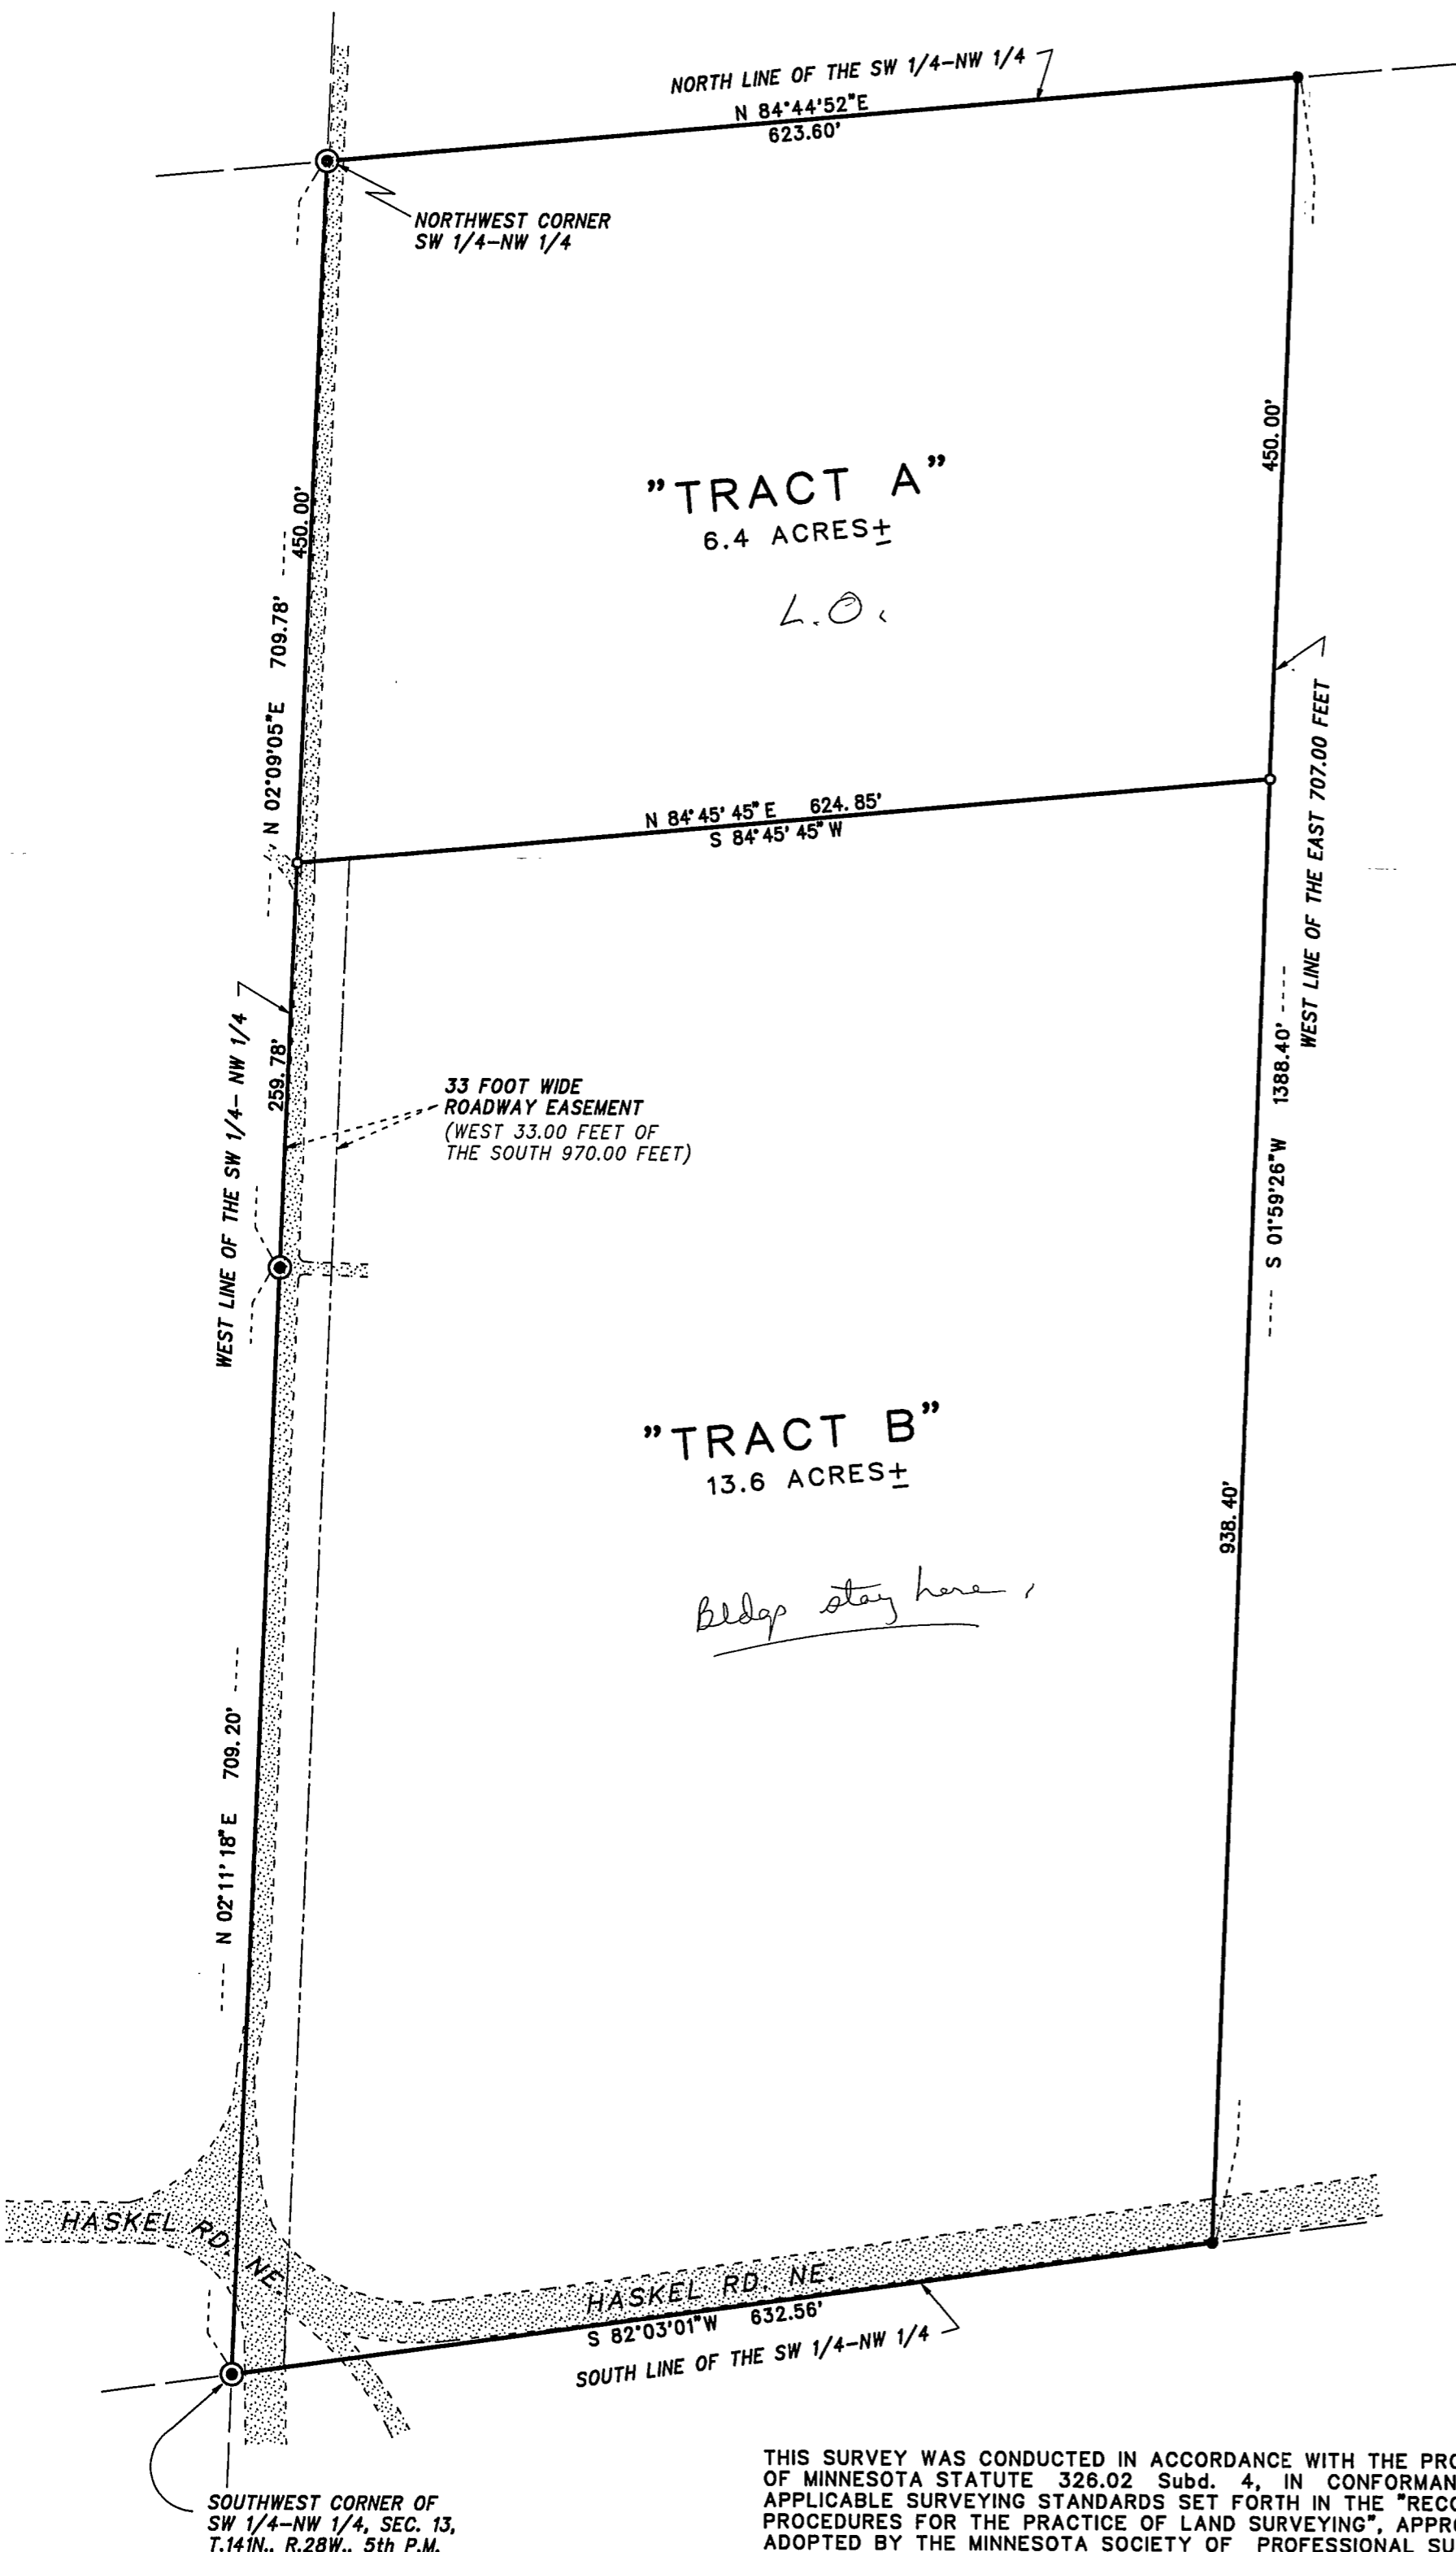 NORTH LINE OF THE SW 1/4-NW 1/4
N 84°44'52"E
623.60'
NORTHWEST CORNER
SW 1/4-NW 1/4
450.00'
450.00'
"TRACT A"
6.4 ACRES±
L.O.
N 02°09'05"E 709.78'
WEST LINE OF THE EAST 707.00 FEET
N 84°45'45"E 624.85'
S 84°45'45"W
WEST LINE OF THE SW 1/4- NW 1/4
259.78'
33 FOOT WIDE
ROADWAY EASEMENT
(WEST 33.00 FEET OF
THE SOUTH 970.00 FEET)
S 01°59'26"W 1388.40'
"TRACT B"
13.6 ACRES±
938.40'
Bldgs stay here
N 02°11'18"E 709.20'
HASKEL RD. NE.
HASKEL RD. NE.
S 82°03'01"W 632.56'
SOUTH LINE OF THE SW 1/4-NW 1/4
SOUTHWEST CORNER OF
SW 1/4-NW 1/4, SEC. 13,
T.141N., R.28W., 5th P.M.
THIS SURVEY WAS CONDUCTED IN ACCORDANCE WITH THE PRO
OF MINNESOTA STATUTE 326.02 Subd. 4, IN CONFORMAN
APPLICABLE SURVEYING STANDARDS SET FORTH IN THE "RECO
PROCEDURES FOR THE PRACTICE OF LAND SURVEYING", APPRO
ADOPTED BY THE MINNESOTA SOCIETY OF PROFESSIONAL SU